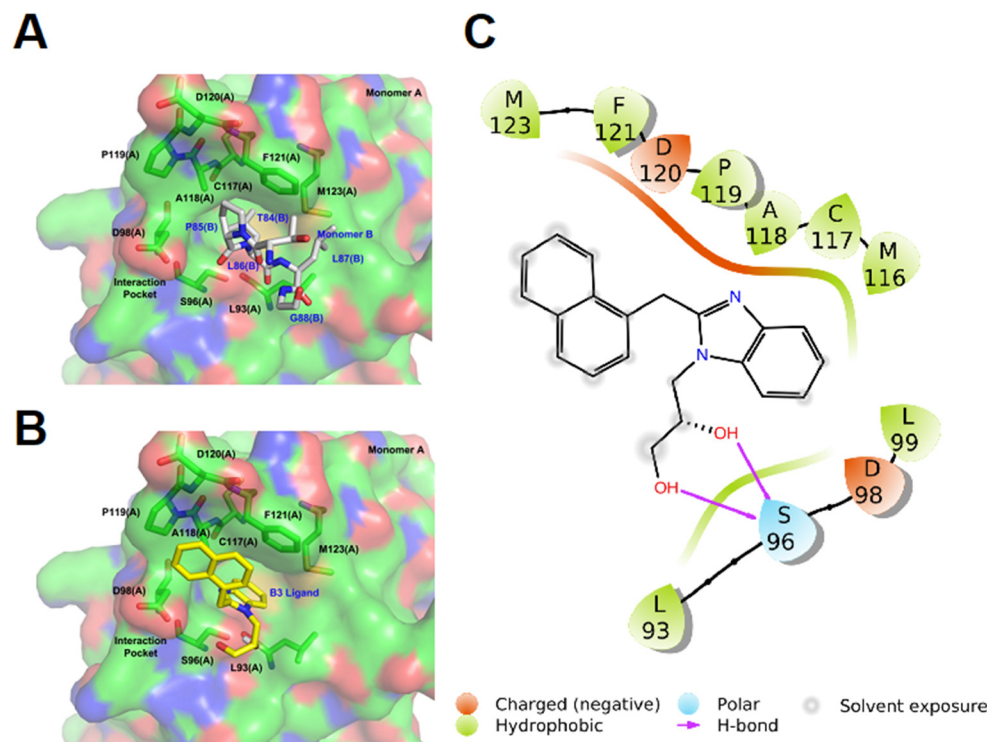 A
D120(A)
Monomer A
P119(A)
F121(A)
C117(A)
M123(A)
A118(A)
T84(B)
P85(B)
D98(A)
Monomer B
L86(B)
L87(B)
Interaction
Pocket
S96(A)
L93(A)
G88(B)
B
D120(A)
Monomer A
P119(A)
F121(A)
A118(A)
C117(A)
M123(A)
D98(A)
B3 Ligand
Interaction
Pocket
S96(A)
L93(A)
C
M
123
F
121
D
120
P
119
A
118
C
117
M
116
N
N
OH
OH
L
99
D
98
S
96
L
93
Charged (negative)
Hydrophobic
Polar
H-bond
Solvent exposure